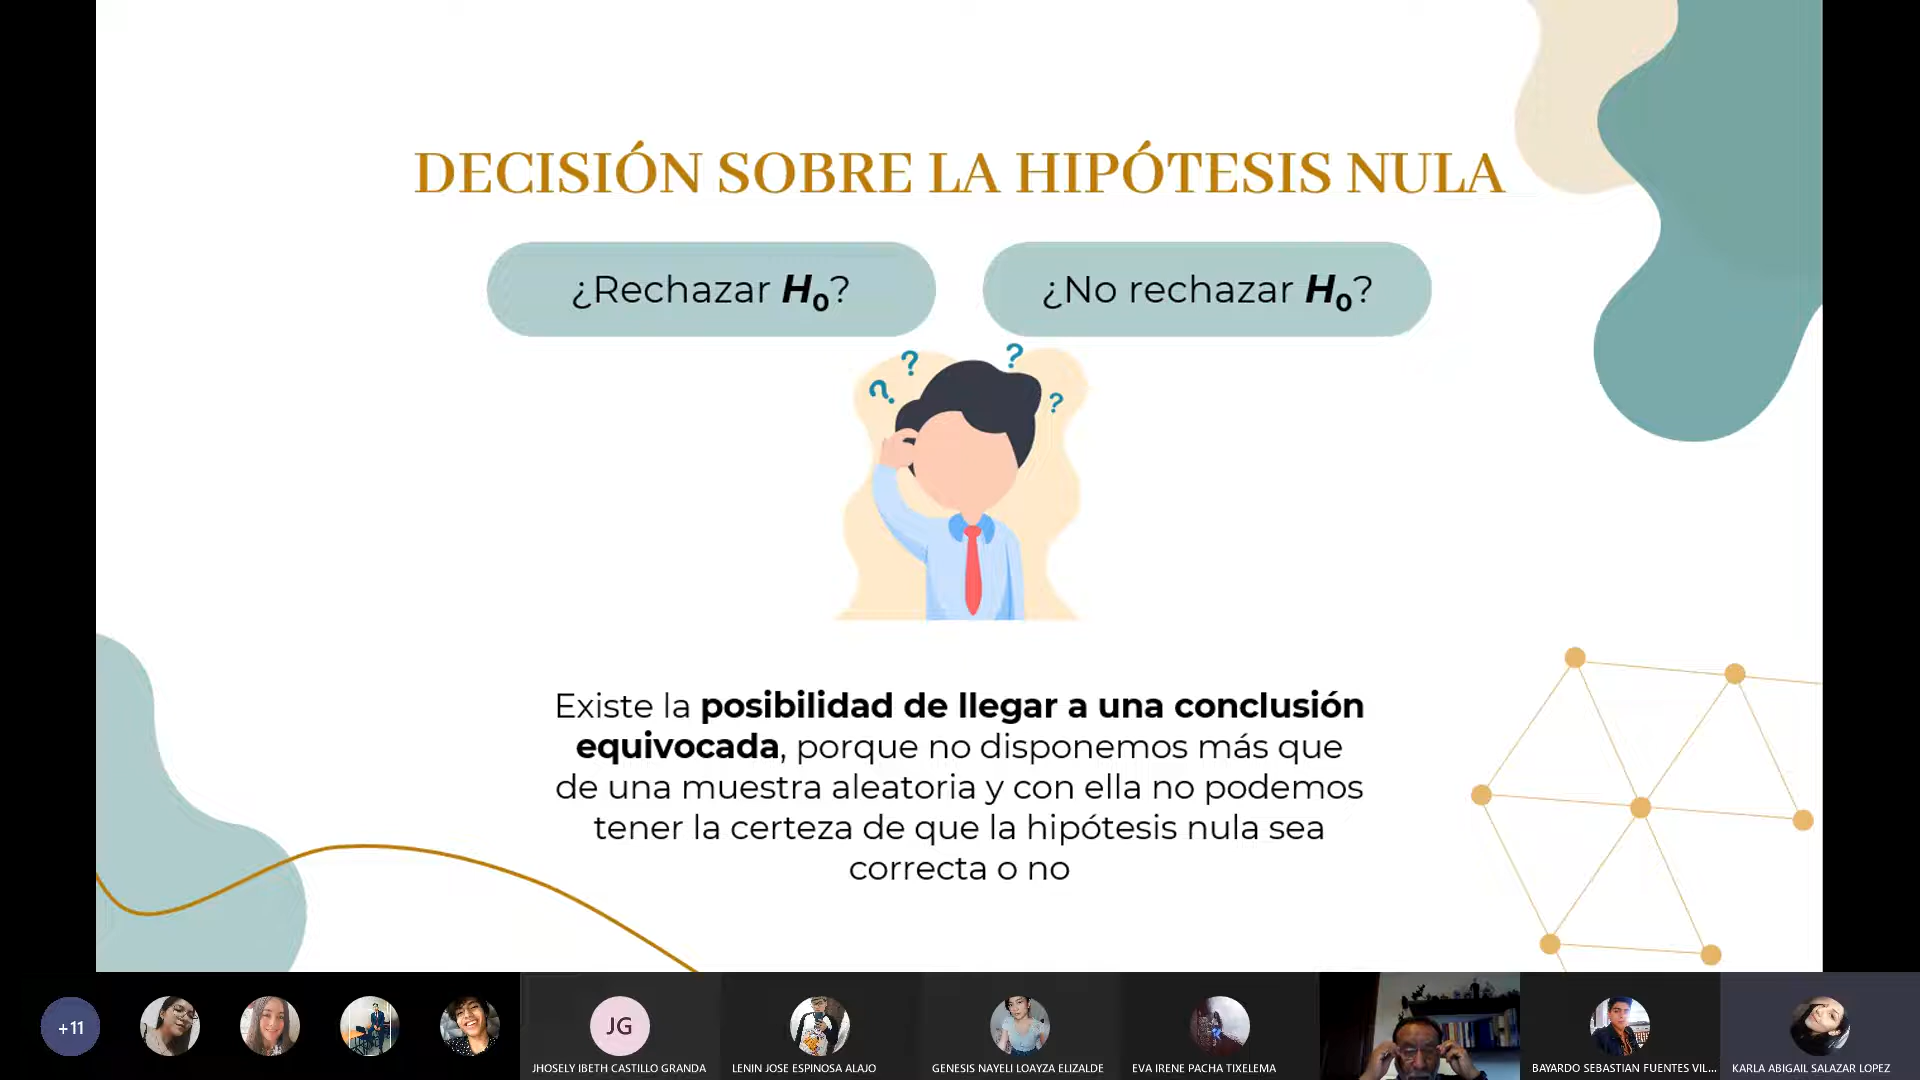 DECISIÓN SOBRE LA HIPÓTESIS NULA
¿Rechazar H₀?
¿No rechazar H₀?
? ? ? ?
Existe la posibilidad de llegar a una conclusión
equivocada, porque no disponemos más que
de una muestra aleatoria y con ella no podemos
tener la certeza de que la hipótesis nula sea
correcta o no
+11
JG
JHOSELY IBETH CASTILLO GRANDA
LENIN JOSE ESPINOSA ALAJO
GENESIS NAYELI LOAYZA ELIZALDE
EVA IRENE PACHA TIXELEMA
BAYARDO SEBASTIAN FUENTES VIL...
KARLA ABIGAIL SALAZAR LOPEZ